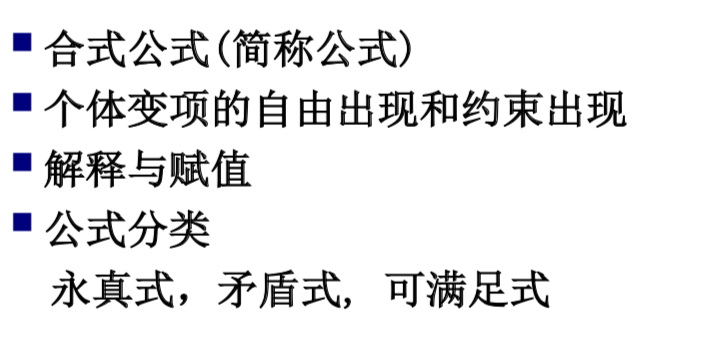 合式公式(简称公式)
个体变项的自由出现和约束出现
解释与赋值
公式分类
永真式，矛盾式, 可满足式